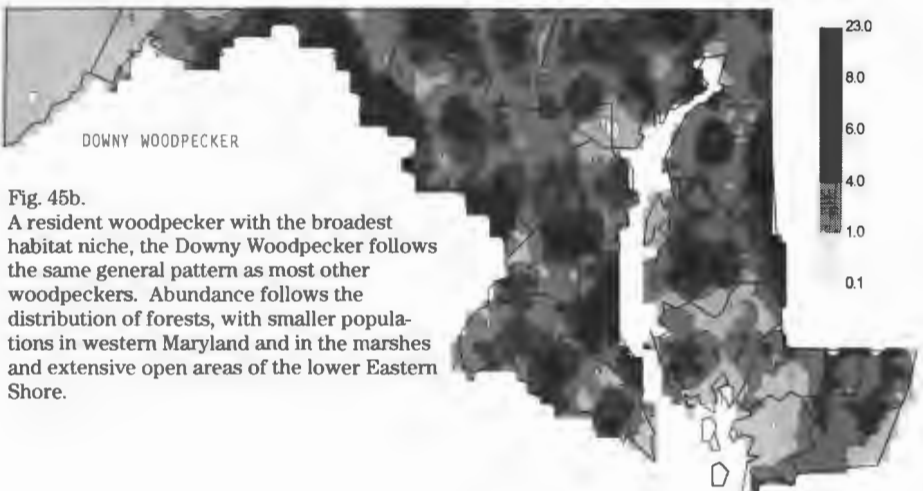 DOWNY WOODPECKER
Fig. 45b.
A resident woodpecker with the broadest
habitat niche, the Downy Woodpecker follows
the same general pattern as most other
woodpeckers. Abundance follows the
distribution of forests, with smaller popula-
tions in western Maryland and in the marshes
and extensive open areas of the lower Eastern
Shore.
23.0
8.0
6.0
4.0
1.0
0.1